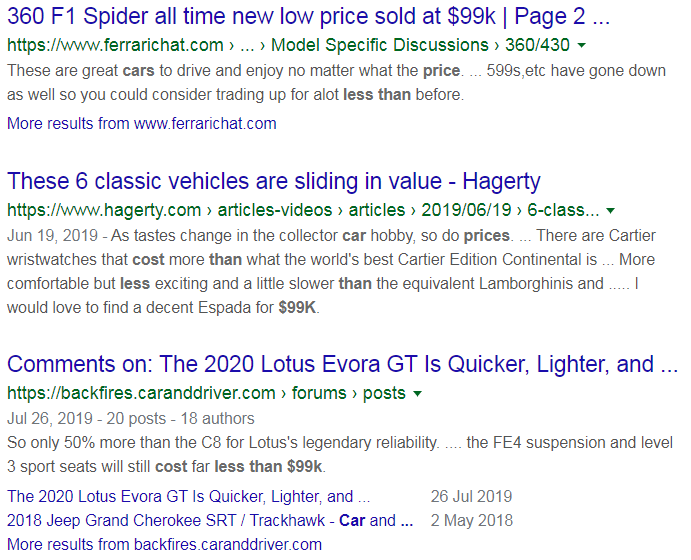 360 F1 Spider all time new low price sold at $99k | Page 2 ...
https://www.ferrarichat.com › ... › Model Specific Discussions › 360/430
These are great cars to drive and enjoy no matter what the price. ... 599s,etc have gone down
as well so you could consider trading up for alot less than before.
More results from www.ferrarichat.com
These 6 classic vehicles are sliding in value - Hagerty
https://www.hagerty.com › articles-videos › articles › 2019/06/19 › 6-class...
Jun 19, 2019 - As tastes change in the collector car hobby, so do prices. ... There are Cartier
wristwatches that cost more than what the world's best Cartier Edition Continental is ... More
comfortable but less exciting and a little slower than the equivalent Lamborghinis and ..... I
would love to find a decent Espada for $99K.
Comments on: The 2020 Lotus Evora GT Is Quicker, Lighter, and ...
https://backfires.caranddriver.com › forums › posts
Jul 26, 2019 - 20 posts - 18 authors
So only 50% more than the C8 for Lotus's legendary reliability. .... the FE4 suspension and level
3 sport seats will still cost far less than $99k.
The 2020 Lotus Evora GT Is Quicker, Lighter, and ... 26 Jul 2019
2018 Jeep Grand Cherokee SRT / Trackhawk - Car and ... 2 May 2018
More results from backfires.caranddriver.com